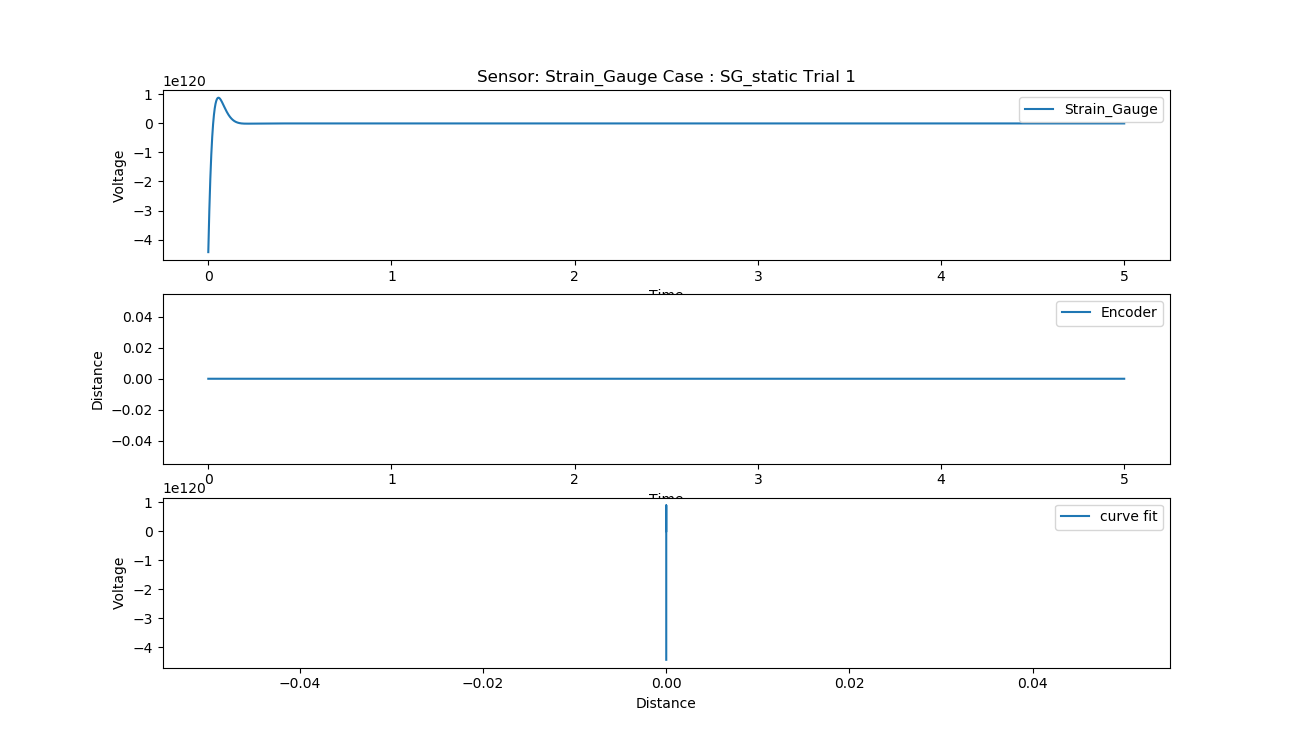 Sensor: Strain_Gauge Case : SG_static Trial 1
1e120
1
0
−1
−2
−3
−4
Voltage
Strain_Gauge
0 1 2 3 4 5
Time
0.04
0.02
0.00
−0.02
−0.04
Distance
Encoder
0 1 2 3 4 5
Time
1e120
1
0
−1
−2
−3
−4
Voltage
curve fit
−0.04 −0.02 0.00 0.02 0.04
Distance